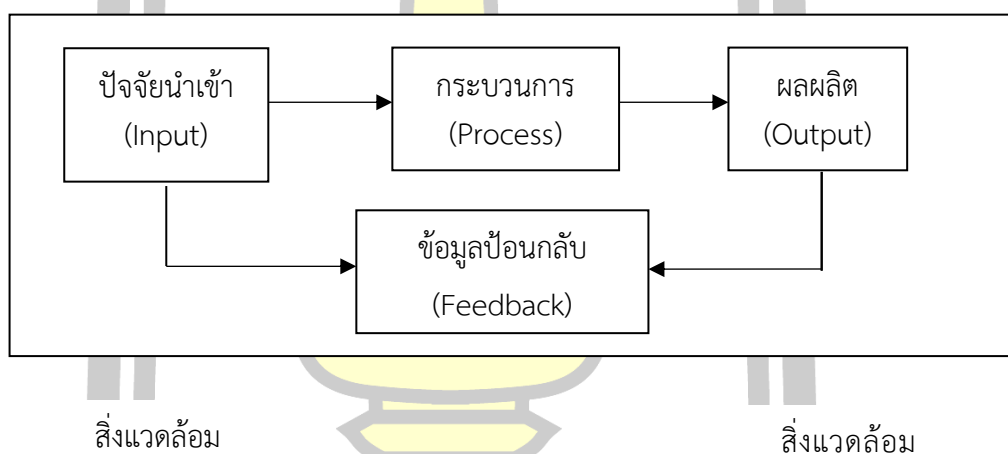 ปัจจัยนำเข้า
(Input)
กระบวนการ
(Process)
ผลผลิต
(Output)
ข้อมูลป้อนกลับ
(Feedback)
สิ่งแวดล้อม
สิ่งแวดล้อม